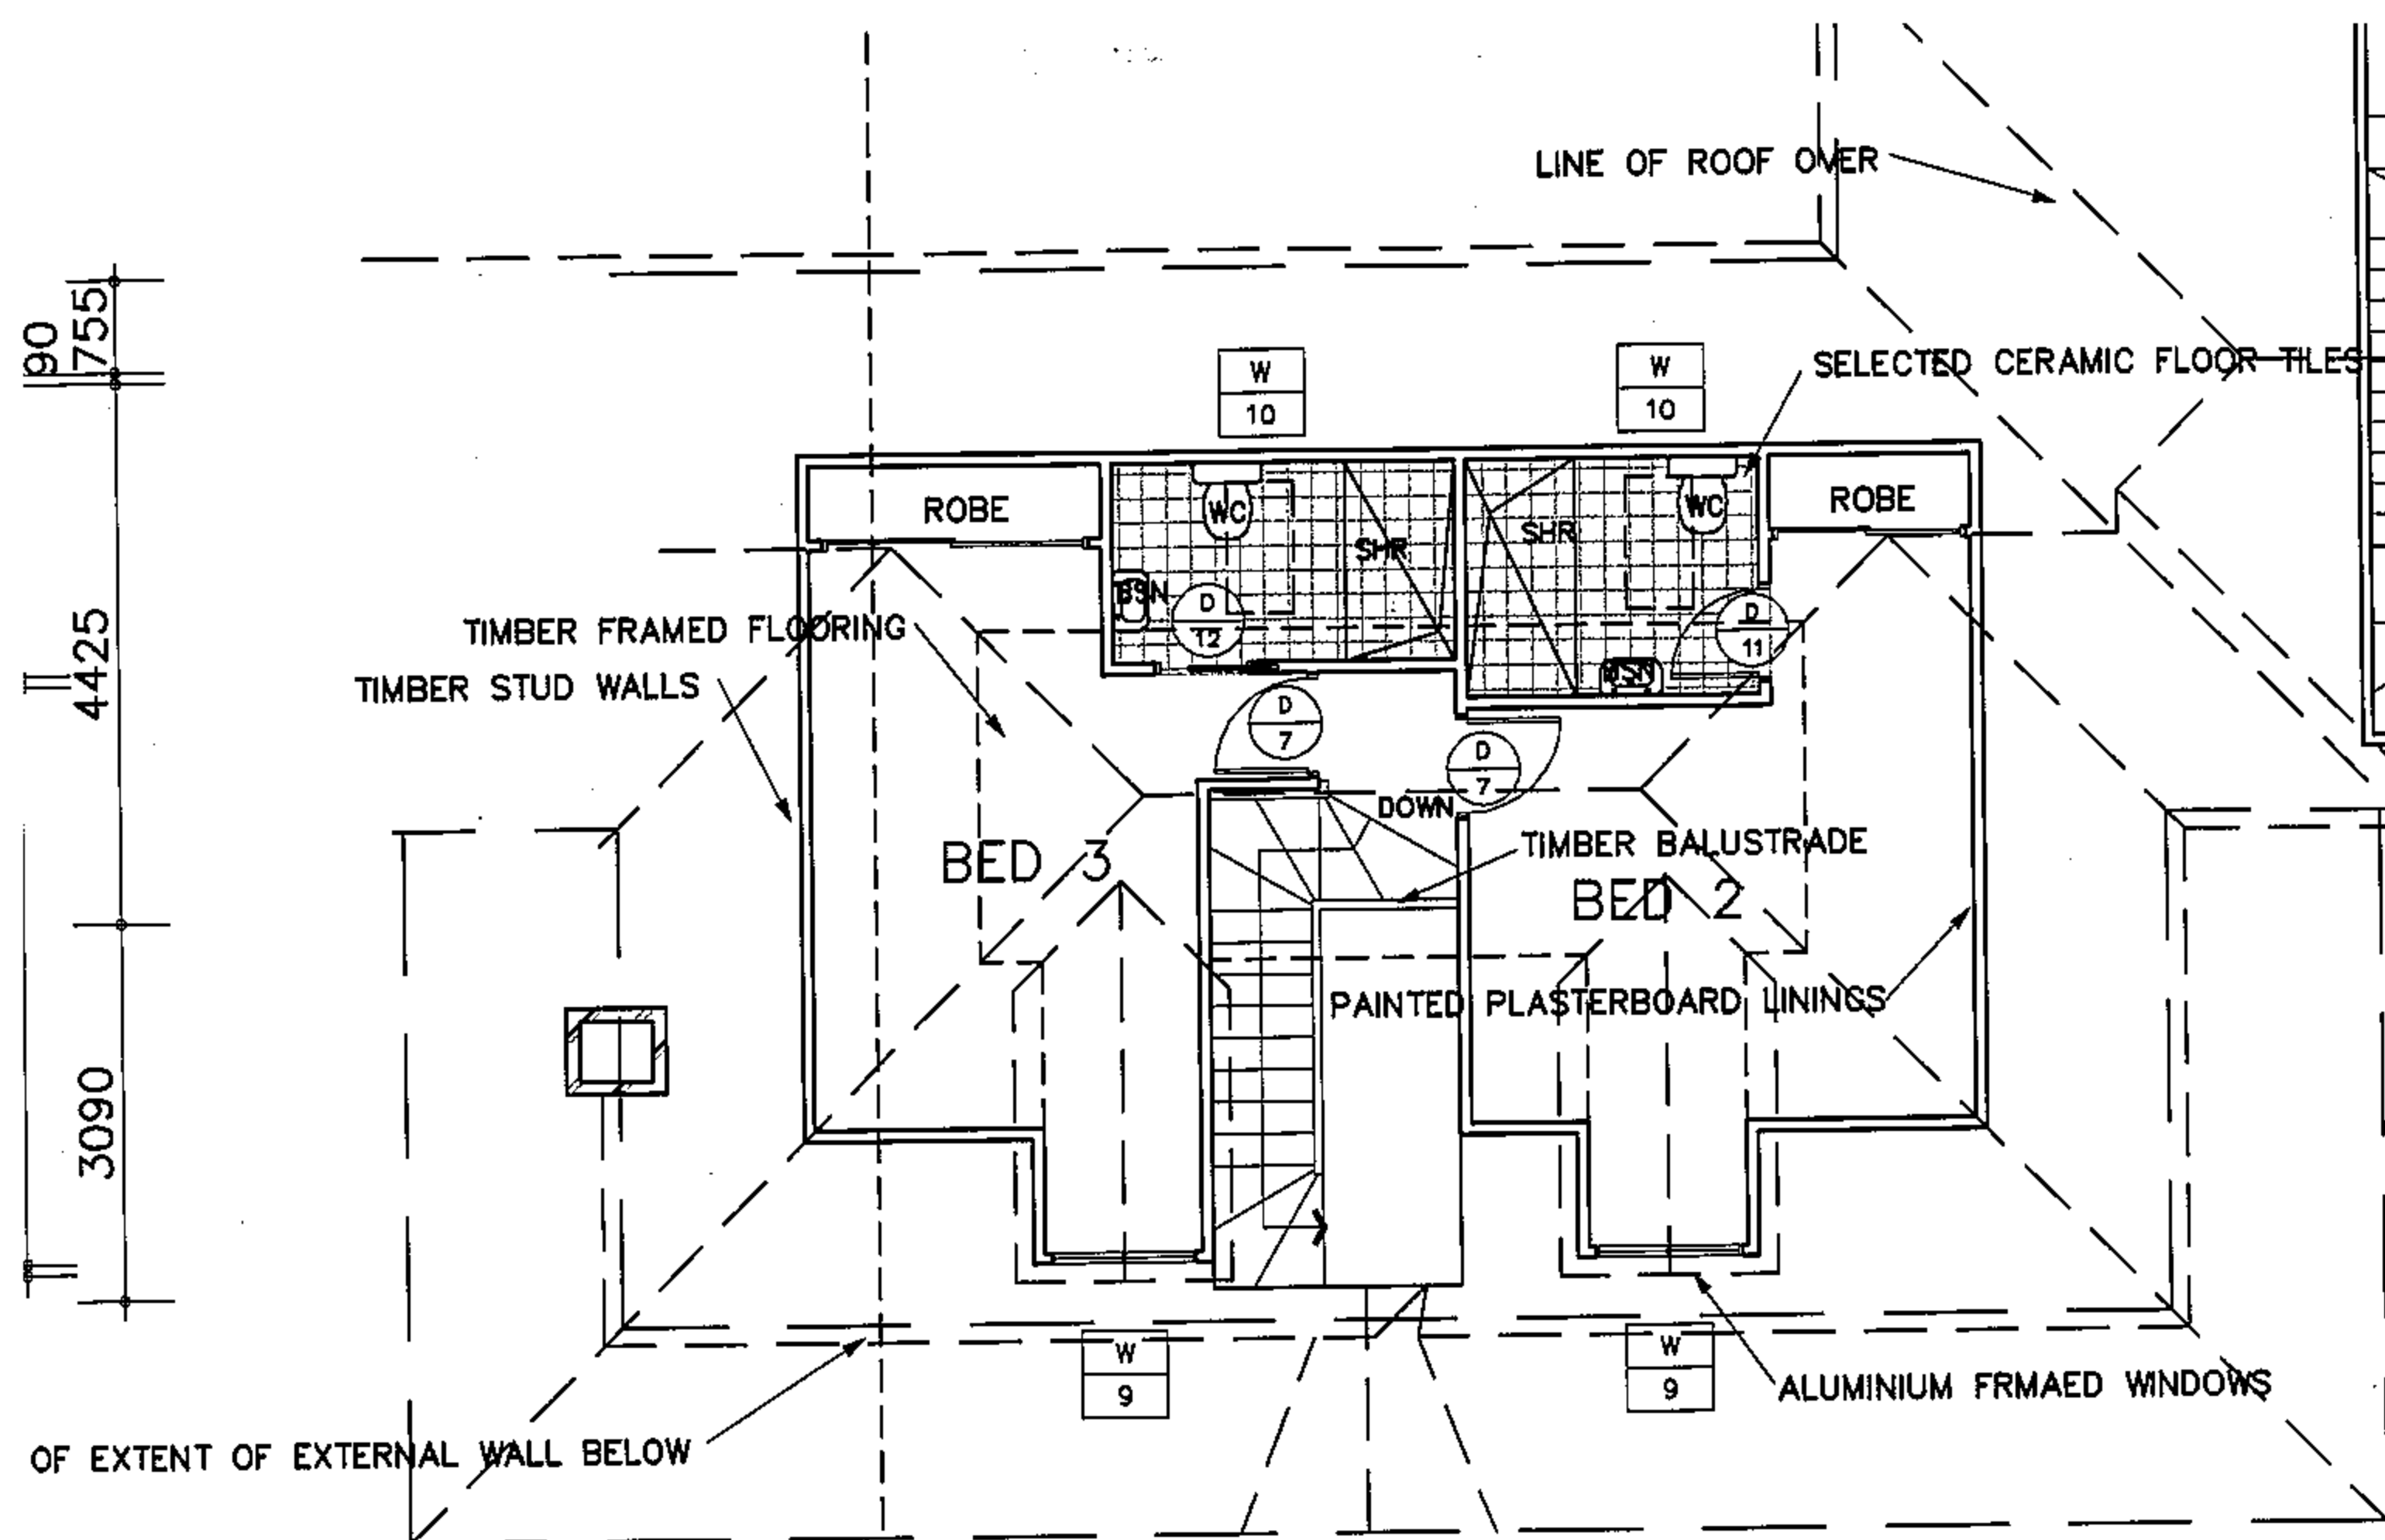 LINE OF ROOF OVER
90
755
W
10
W
10
SELECTED CERAMIC FLOOR TILES
ROBE
WC
SHR
SHR
WC
ROBE
BSN
D
12
D
11
TIMBER FRAMED FLOORING
4425
TIMBER STUD WALLS
BSN
D
7
D
7
DOWN
BED 3
TIMBER BALUSTRADE
BED 2
PAINTED PLASTERBOARD LININGS
3090
W
9
W
9
ALUMINIUM FRMAED WINDOWS
OF EXTENT OF EXTERNAL WALL BELOW